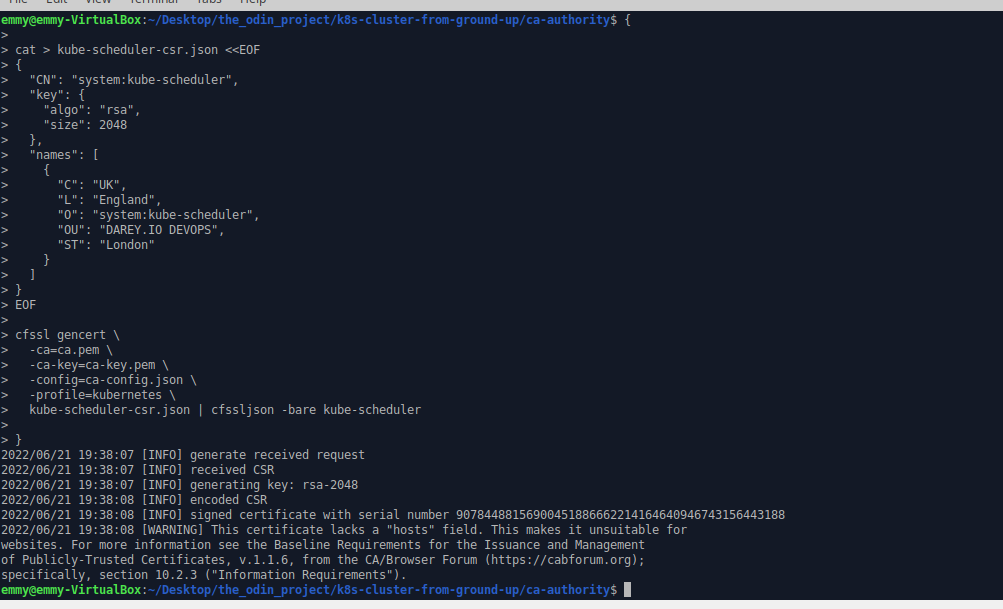 File Edit View Terminal Tabs Help
emmy@emmy-VirtualBox:~/Desktop/the_odin_project/k8s-cluster-from-ground-up/ca-authority$ {
>
> cat > kube-scheduler-csr.json <<EOF
> {
>   "CN": "system:kube-scheduler",
>   "key": {
>     "algo": "rsa",
>     "size": 2048
>   },
>   "names": [
>     {
>       "C": "UK",
>       "L": "England",
>       "O": "system:kube-scheduler",
>       "OU": "DAREY.IO DEVOPS",
>       "ST": "London"
>     }
>   ]
> }
> EOF
>
> cfssl gencert \
>   -ca=ca.pem \
>   -ca-key=ca-key.pem \
>   -config=ca-config.json \
>   -profile=kubernetes \
>   kube-scheduler-csr.json | cfssljson -bare kube-scheduler
>
> }
2022/06/21 19:38:07 [INFO] generate received request
2022/06/21 19:38:07 [INFO] received CSR
2022/06/21 19:38:07 [INFO] generating key: rsa-2048
2022/06/21 19:38:08 [INFO] encoded CSR
2022/06/21 19:38:08 [INFO] signed certificate with serial number 90784488156900451886662214164640946743156443188
2022/06/21 19:38:08 [WARNING] This certificate lacks a "hosts" field. This makes it unsuitable for
websites. For more information see the Baseline Requirements for the Issuance and Management
of Publicly-Trusted Certificates, v.1.1.6, from the CA/Browser Forum (https://cabforum.org);
specifically, section 10.2.3 ("Information Requirements").
emmy@emmy-VirtualBox:~/Desktop/the_odin_project/k8s-cluster-from-ground-up/ca-authority$